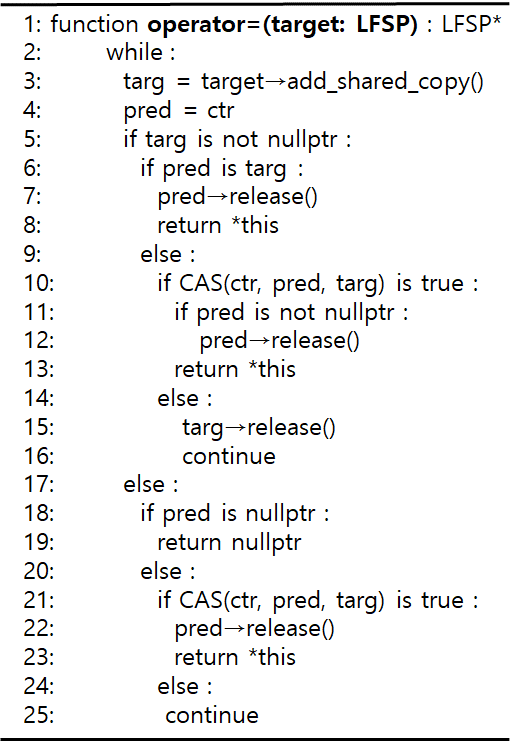 1: function operator=(target: LFSP) : LFSP*
2: while :
3: targ = target→add_shared_copy()
4: pred = ctr
5: if targ is not nullptr :
6: if pred is targ :
7: pred→release()
8: return *this
9: else :
10: if CAS(ctr, pred, targ) is true :
11: if pred is not nullptr :
12: pred→release()
13: return *this
14: else :
15: targ→release()
16: continue
17: else :
18: if pred is nullptr :
19: return nullptr
20: else :
21: if CAS(ctr, pred, targ) is true :
22: pred→release()
23: return *this
24: else :
25: continue